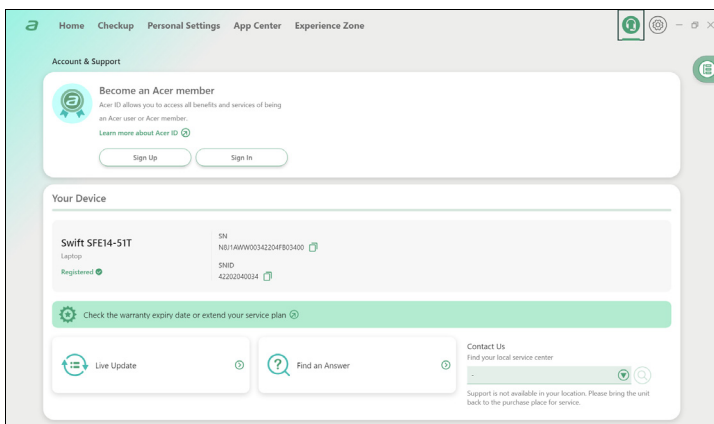 a Home Checkup Personal Settings App Center Experience Zone
Account & Support
Become an Acer member
Acer ID allows you to access all benefits and services of being
an Acer user or Acer member.
Learn more about Acer ID
Sign Up Sign In
Your Device
Swift SFE14-51T
Laptop
Registered
SN
N8J1AWW00342204FB03400
SNID
42202040034
Check the warranty expiry date or extend your service plan
Live Update
Find an Answer
Contact Us
Find your local service center
-
Support is not available in your location. Please bring the unit
back to the purchase place for service.